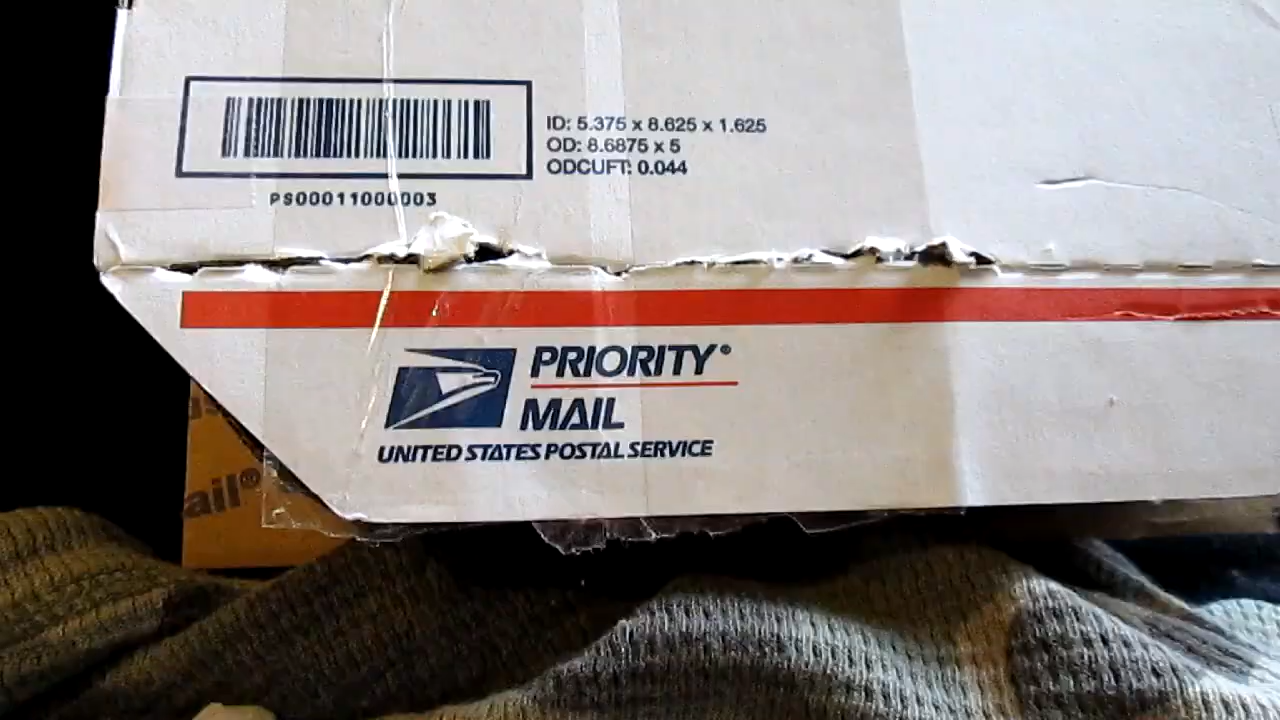 ID: 5.375 x 8.625 x 1.625
OD: 8.6875 x 5
ODCUFT: 0.044
PS00011000003
PRIORITY®
MAIL
UNITED STATES POSTAL SERVICE
ail®